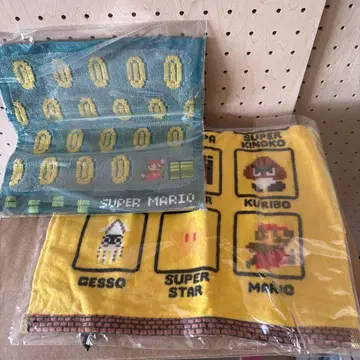 SUPER MARIO
SUPER
KINOKO
KURIBO
GESSO
SUPER
STAR
MARIO